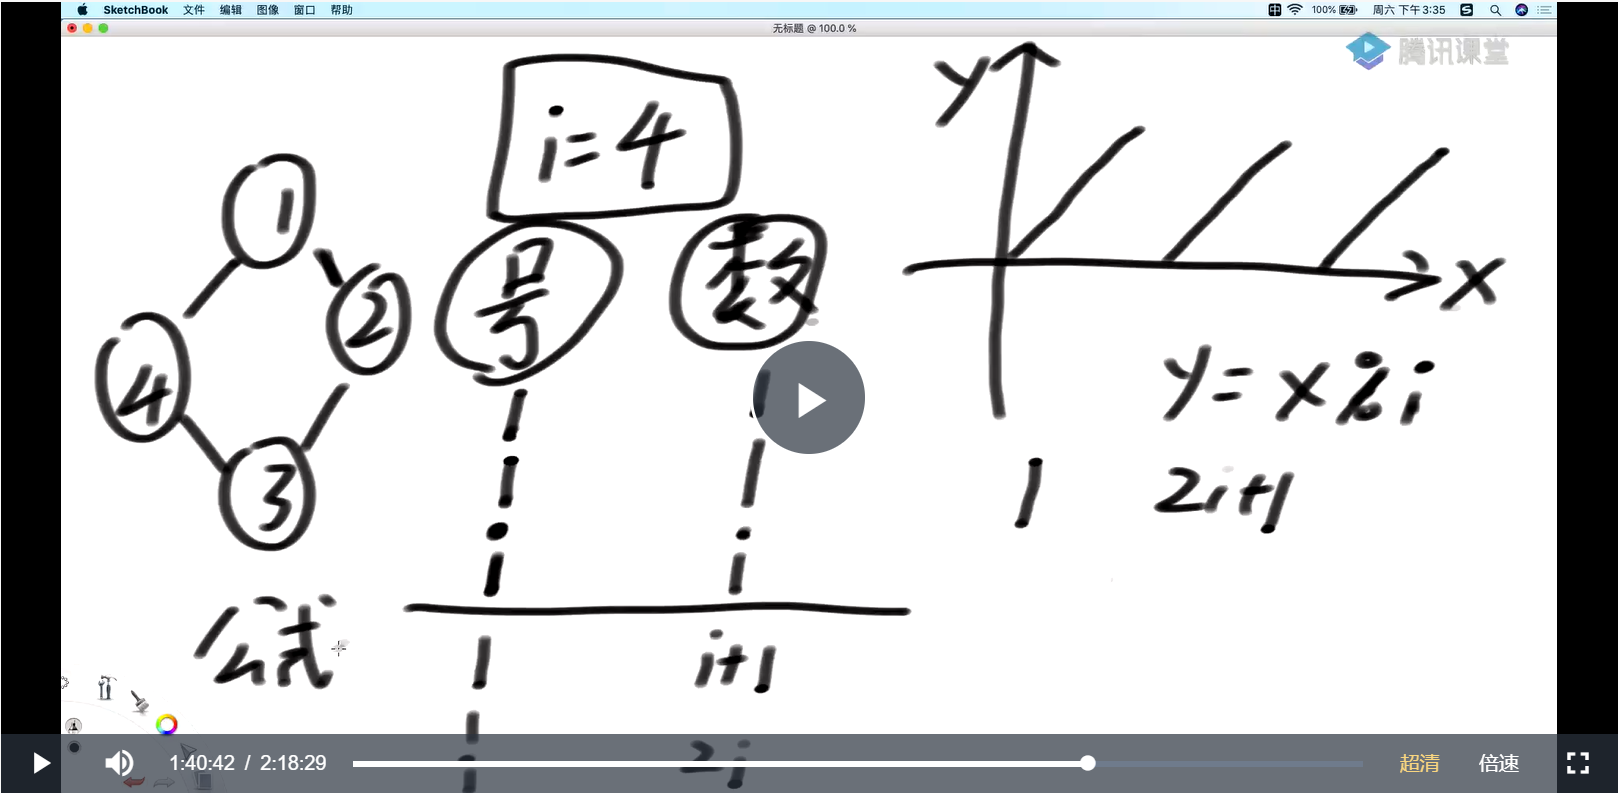 SketchBook 文件 编辑 图像 窗口 帮助
100% 周六 下午3:35
无标题 @ 100.0 %
腾讯课堂
i=4
y
1
号 数
2
x
4
y = x % i
3
1 2i+1
公式
1 i+1
2i
1:40:42 / 2:18:29 超清 倍速